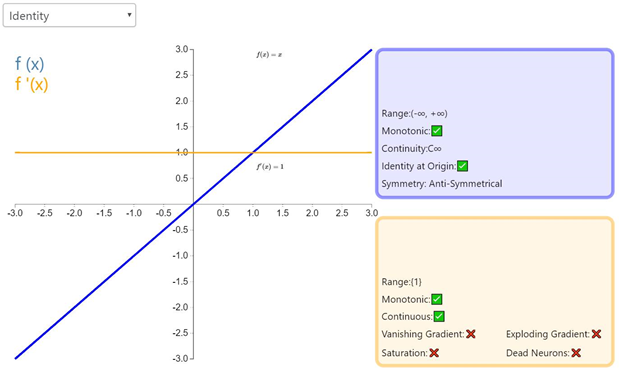 Identity
f (x)
f '(x)
f(x) = x
f'(x) = 1
3.0
2.5
2.0
1.5
1.0
0.5
-0.5
-1.0
-1.5
-2.0
-2.5
-3.0
-3.0 -2.5 -2.0 -1.5 -1.0 -0.5 0.5 1.0 1.5 2.0 2.5 3.0
Range:(-∞, +∞)
Monotonic:✅
Continuity:C∞
Identity at Origin:✅
Symmetry: Anti-Symmetrical
Range:{1}
Monotonic:✅
Continuous:✅
Vanishing Gradient:❌ Exploding Gradient:❌
Saturation:❌ Dead Neurons:❌